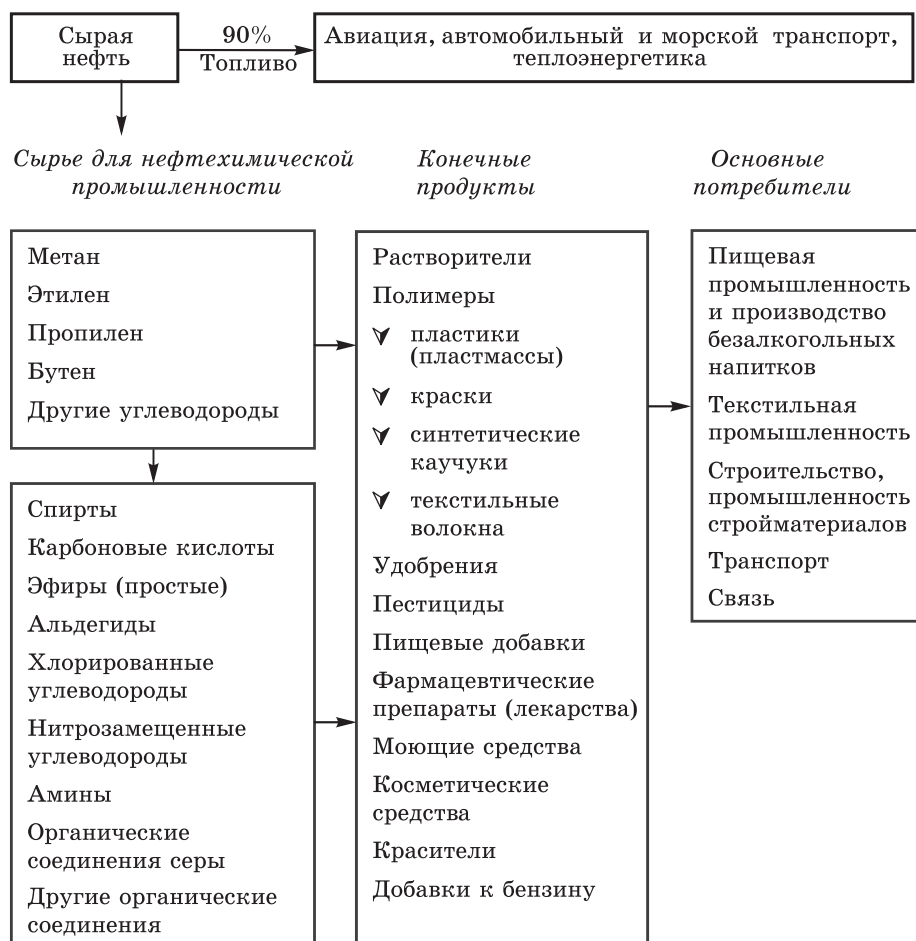 Сырая
нефть
90%
Топливо
Авиация, автомобильный и морской транспорт,
теплоэнергетика
Сырье для нефтехимической
промышленности
Конечные
продукты
Основные
потребители
Метан
Этилен
Пропилен
Бутен
Другие углеводороды
Спирты
Карбоновые кислоты
Эфиры (простые)
Альдегиды
Хлорированные
углеводороды
Нитрозамещенные
углеводороды
Амины
Органические
соединения серы
Другие органические
соединения
Растворители
Полимеры
пластики
(пластмассы)
краски
синтетические
каучуки
текстильные
волокна
Удобрения
Пестициды
Пищевые добавки
Фармацевтические
препараты (лекарства)
Моющие средства
Косметические
средства
Красители
Добавки к бензину
Пищевая
промышленность
и производство
безалкогольных
напитков
Текстильная
промышленность
Строительство,
промышленность
стройматериалов
Транспорт
Связь